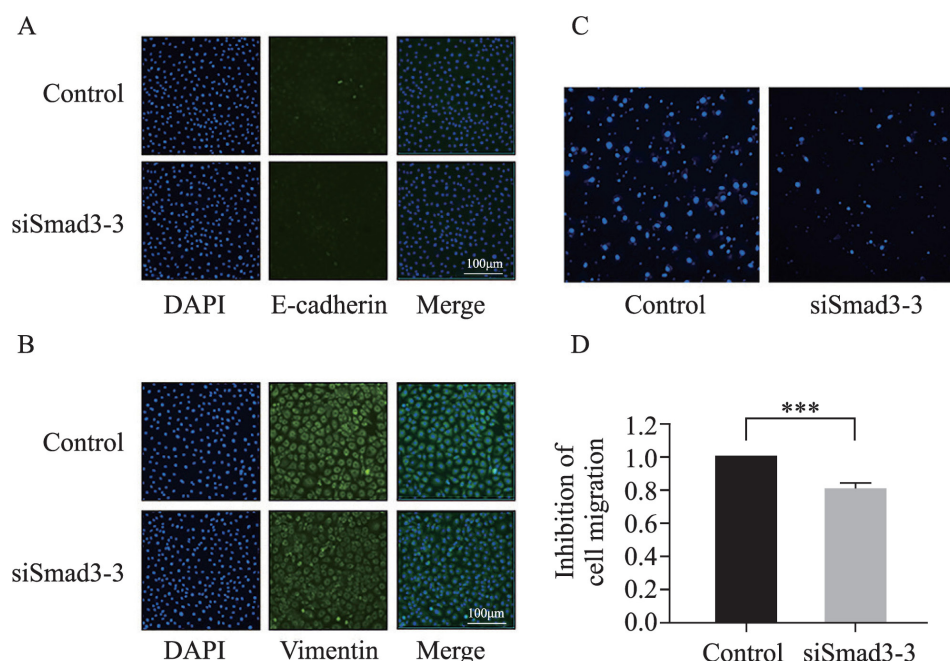 A
Control
siSmad3-3
100μm
DAPI E-cadherin Merge
B
Control
siSmad3-3
100μm
DAPI Vimentin Merge
C
Control siSmad3-3
D
***
Inhibition of
cell migration
1.2
1.0
0.8
0.6
0.4
0.2
0.0
Control siSmad3-3